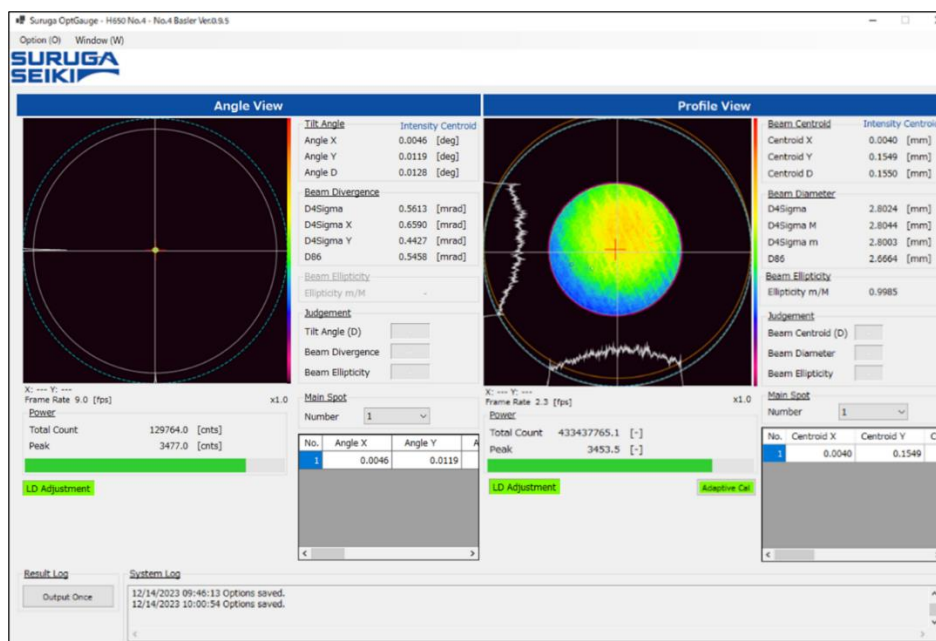 Suruga OptGauge - H650 No.4 - No.4 Basler Ver.0.9.5
Option (O) Window (W)
SURUGA
SEIKI
Angle View
Tilt Angle Intensity Centroid
Angle X 0.0046 [deg]
Angle Y 0.0119 [deg]
Angle D 0.0128 [deg]
Beam Divergence
D4Sigma 0.5613 [mrad]
D4Sigma X 0.6590 [mrad]
D4Sigma Y 0.4427 [mrad]
D86 0.5458 [mrad]
Beam Ellipticity
Ellipticity m/M -
Judgement
Tilt Angle (D)
Beam Divergence
Beam Ellipticity
X: --- Y: ---
Frame Rate 9.0 [fps] x1.0
Power
Total Count 129764.0 [cnts]
Peak 3477.0 [cnts]
LD Adjustment
Main Spot
Number 1
No. Angle X Angle Y A
1 0.0046 0.0119
Profile View
Beam Centroid Intensity Centroid
Centroid X 0.0040 [mm]
Centroid Y 0.1549 [mm]
Centroid D 0.1550 [mm]
Beam Diameter
D4Sigma 2.8024 [mm]
D4Sigma M 2.8044 [mm]
D4Sigma m 2.8003 [mm]
D86 2.6664 [mm]
Beam Ellipticity
Ellipticity m/M 0.9985
Judgement
Beam Centroid (D)
Beam Diameter
Beam Ellipticity
X: --- Y: ---
Frame Rate 2.3 [fps] x1.0
Power
Total Count 433437765.1 [-]
Peak 3453.5 [-]
LD Adjustment
Adaptive Cal
Main Spot
Number 1
No. Centroid X Centroid Y C
1 0.0040 0.1549
Result Log
Output Once
System Log
12/14/2023 09:46:13 Options saved.
12/14/2023 10:00:54 Options saved.